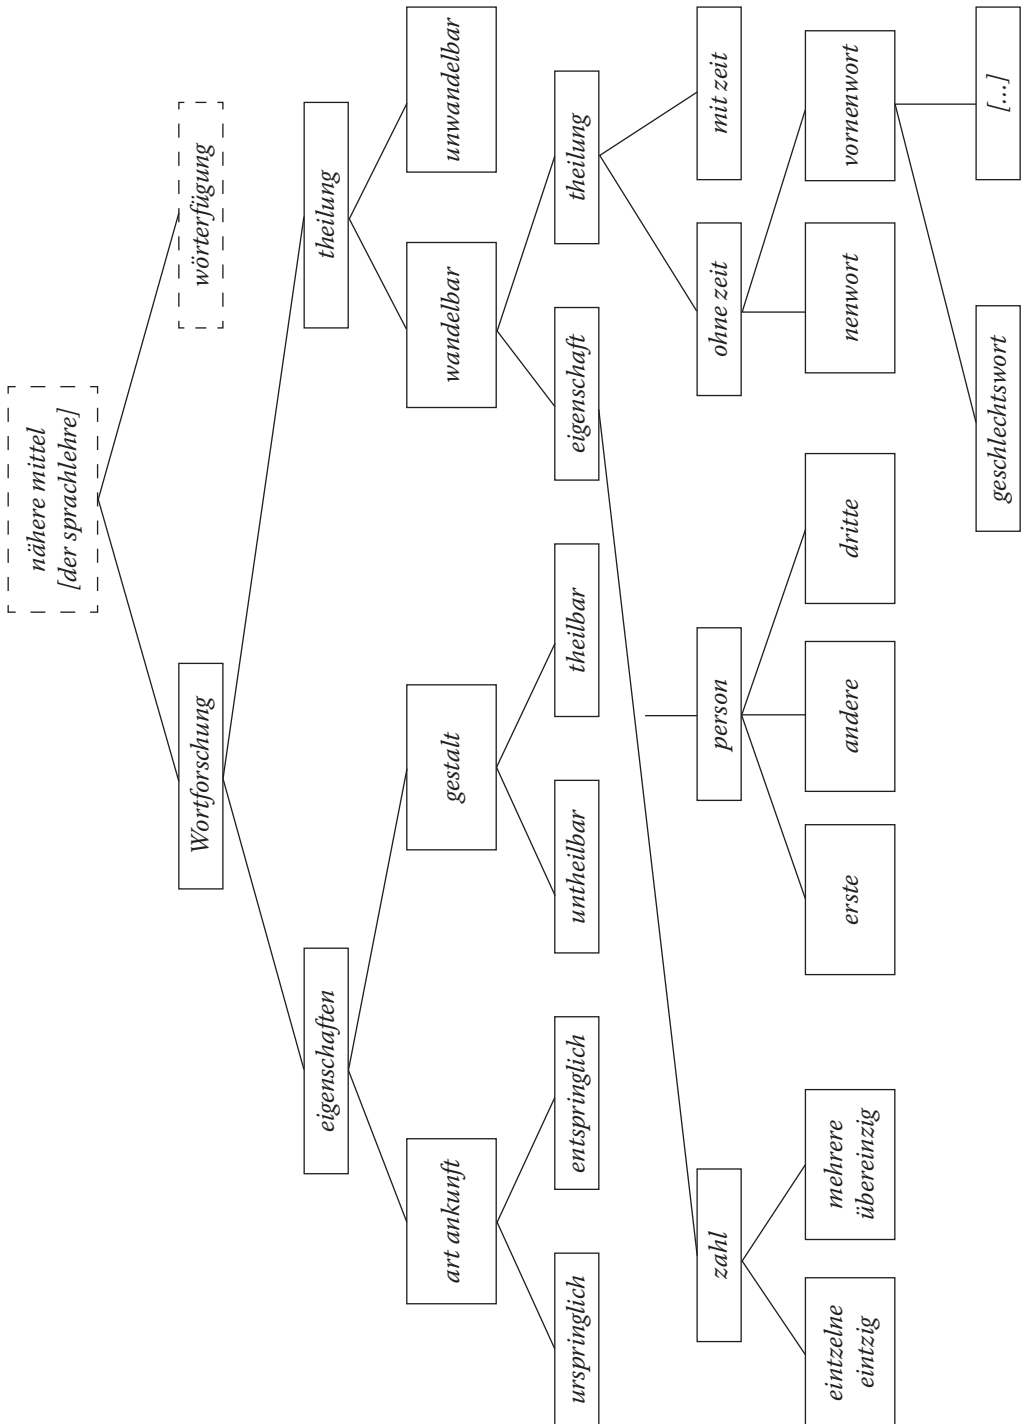 nähere mittel
[der sprachlehre]
Wortforschung
wörterfügung
eigenschaften
theilung
art ankunft
gestalt
wandelbar
unwandelbar
urspringlich
entspringlich
untheilbar
theilbar
eigenschaft
theilung
zahl
person
ohne zeit
mit zeit
eintzelne
eintzig
mehrere
übereinzig
erste
andere
dritte
nenwort
vornenwort
geschlechtswort
[...]